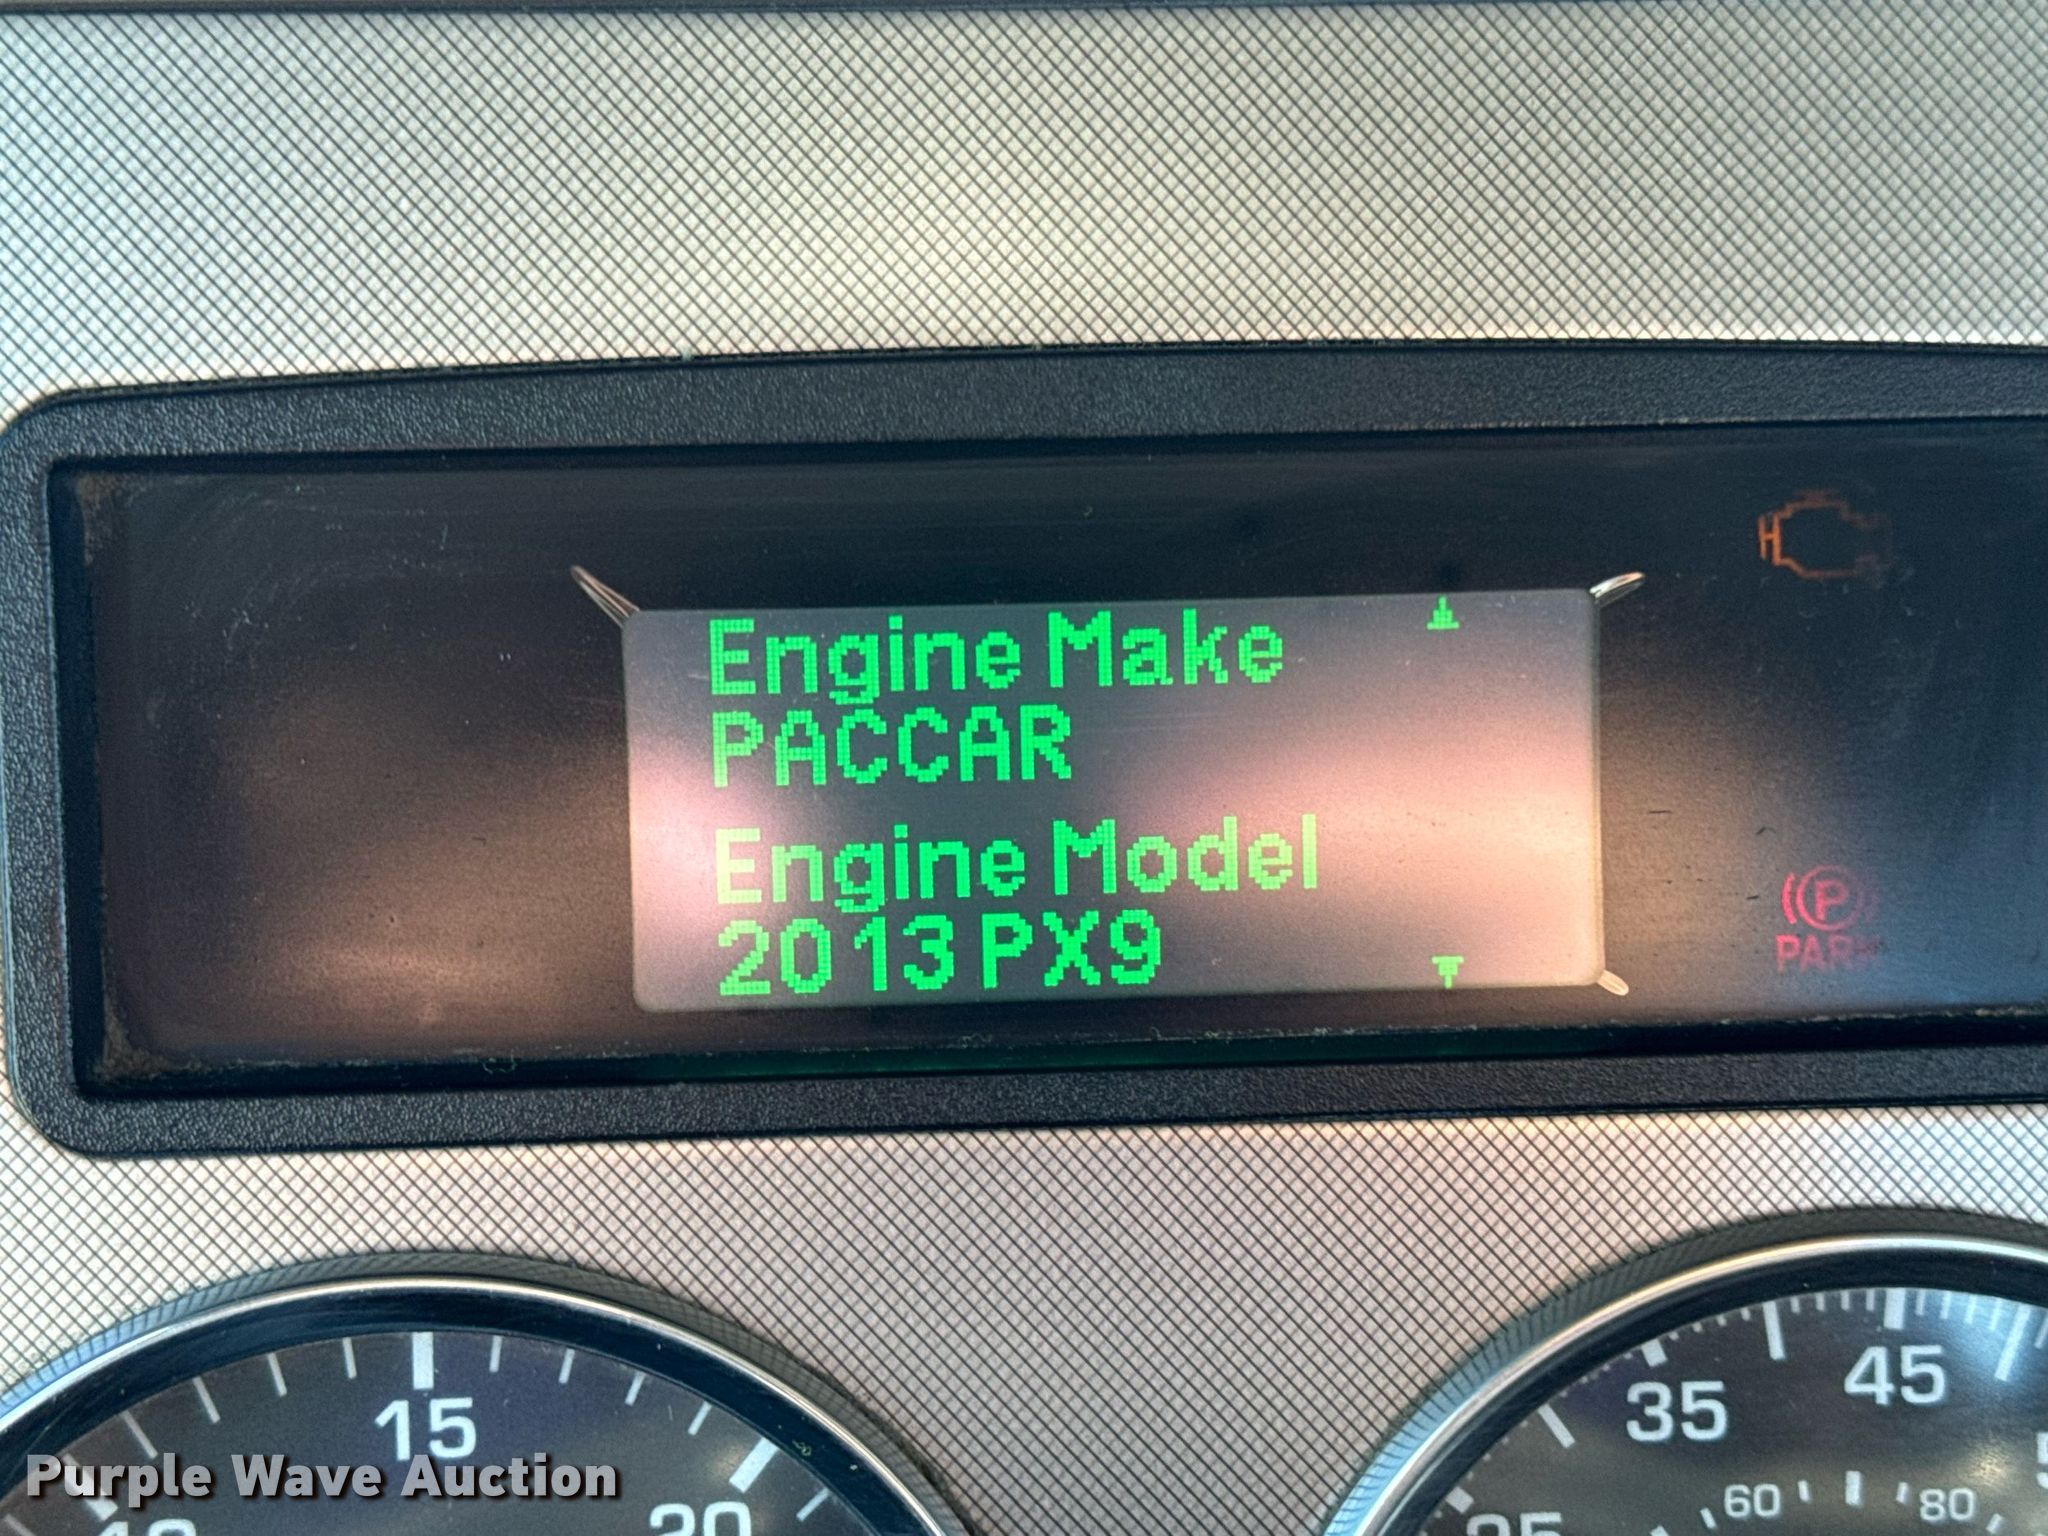 Engine Make
PACCAR
Engine Model
2013 PX9
H
P
PARK
15
20
35
45
60
80
Purple Wave Auction